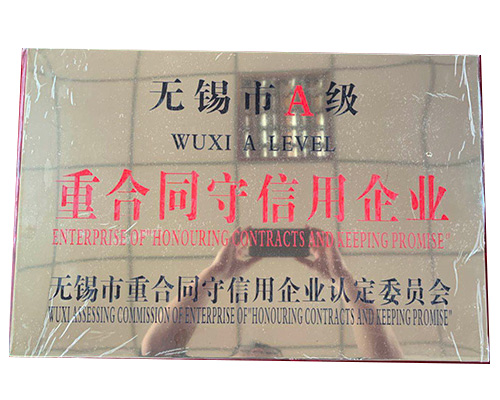 无锡市A级
WUXI A LEVEL
重合同守信用企业
ENTERPRISE OF"HONOURING CONTRACTS AND KEEPING PROMISE"
无锡市重合同守信用企业认定委员会
WUXI ASSESSING COMMISSION OF ENTERPRISE OF"HONOURING CONTRACTS AND KEEPING PROMISE"